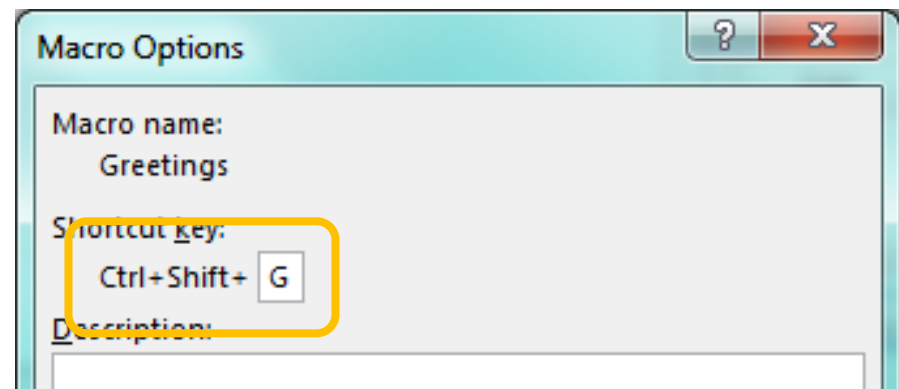 Macro Options
Macro name:
Greetings
Shortcut key:
Ctrl+Shift+ G
Description: